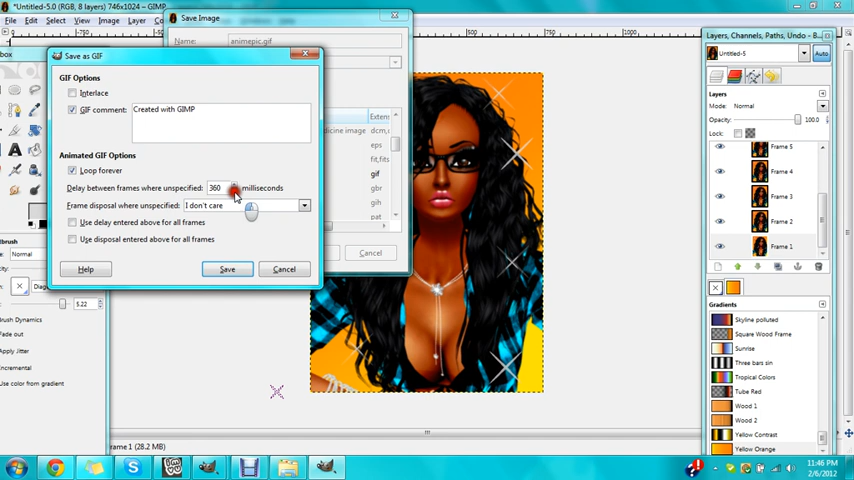 *Untitled-5.0 (RGB, 8 layers) 746x1024 – GIMP
File
Edit
Select
View
Image
Layer
Save Image
Name:
animepic.gif
Save as GIF
GIF Options
Interlace
GIF comment:
Created with GIMP
Animated GIF Options
Loop forever
Delay between frames where unspecified:
360
milliseconds
Frame disposal where unspecified:
I don't care
Use delay entered above for all frames
Use disposal entered above for all frames
Help
Save
Cancel
dcm,
eps
fit,fits
gif
gbr
gih
pat
Cancel
Normal
5.22
Brush Dynamics
Fade out
Apply Jitter
Incremental
Use color from gradient
500
750
1000
Frame 1 (28.2 MB)
Layers, Channels, Paths, Undo - B...
Untitled-5
Auto
Layers
Mode:
Normal
Opacity:
100.0
Lock:
Frame 5
Frame 4
Frame 3
Frame 2
Frame 1
Gradients
Skyline polluted
Square Wood Frame
Sunrise
Three bars sin
Tropical Colors
Tube Red
Wood 1
Wood 2
Yellow Contrast
Yellow Orange
11:46 PM
2/6/2012